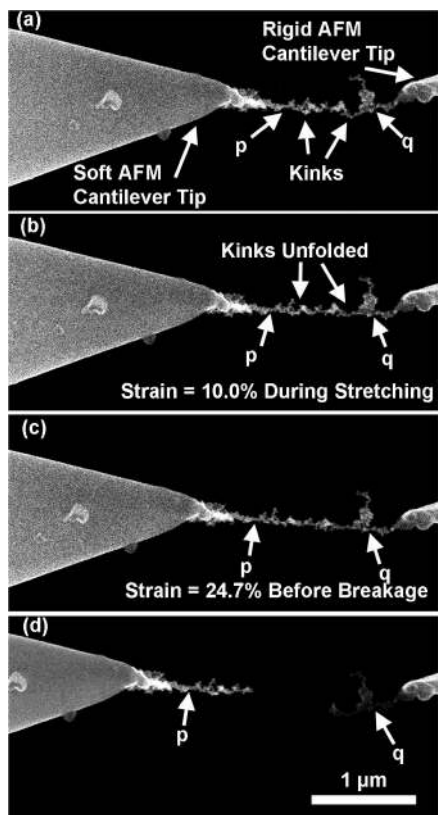 (a)
Rigid AFM
Cantilever Tip
p
q
Soft AFM
Cantilever Tip
Kinks
(b)
Kinks Unfolded
p
q
Strain = 10.0% During Stretching
(c)
p
q
Strain = 24.7% Before Breakage
(d)
p
q
1 μm